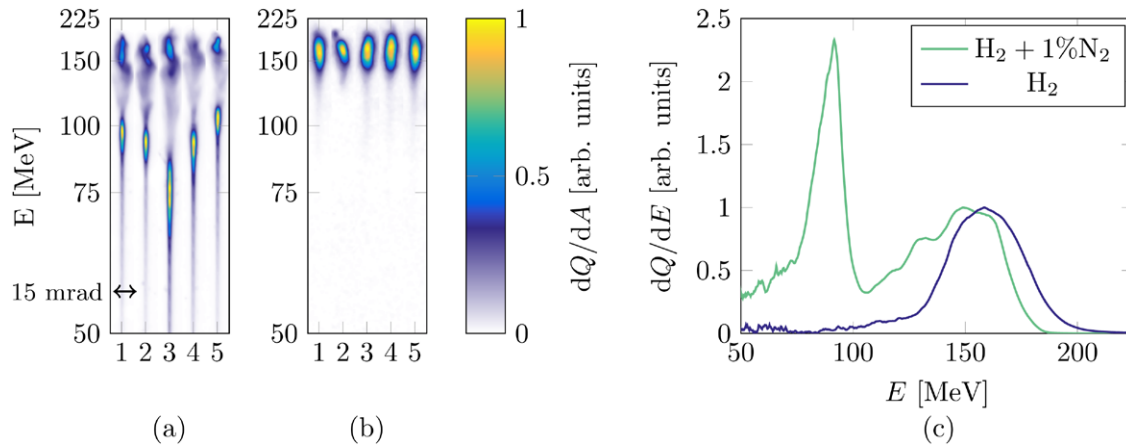 225
150
100
75
50
E [MeV]
15 mrad
1 2 3 4 5
(a)
225
150
100
75
50
1 2 3 4 5
(b)
1
0.5
0
dQ/dA [arb. units]
2.5
2
1.5
1
0.5
0
dQ/dE [arb. units]
H₂ + 1%N₂
H₂
50 100 150 200
E [MeV]
(c)